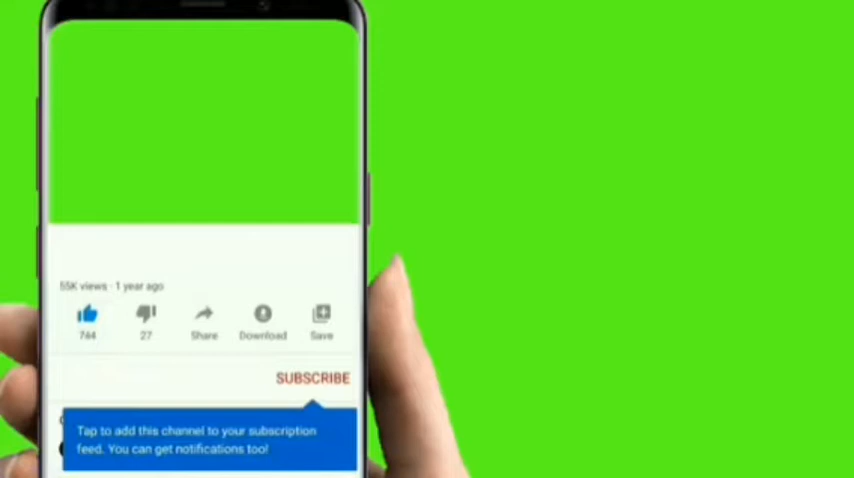 55K views · 1 year ago
744 27 Share Download Save
SUBSCRIBE
Tap to add this channel to your subscription
feed. You can get notifications too!